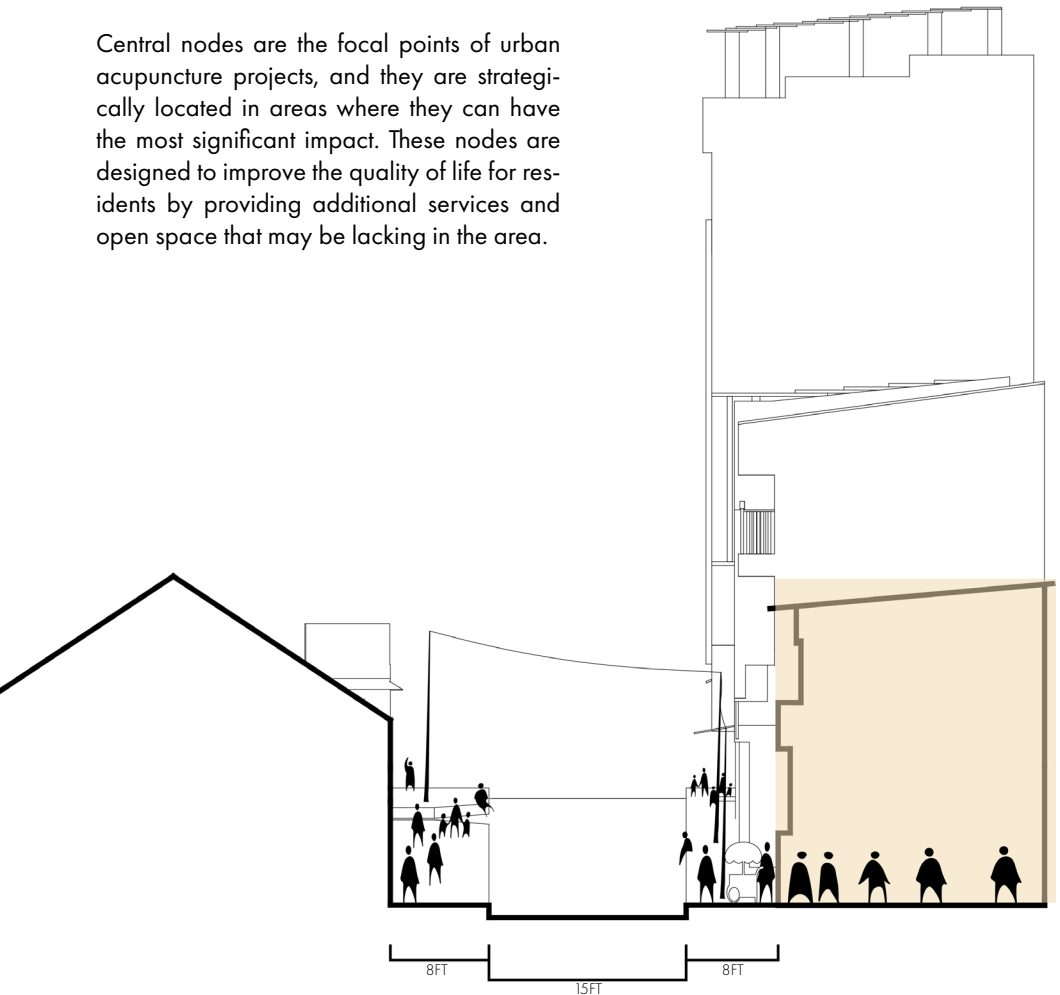 Central nodes are the focal points of urban
acupuncture projects, and they are strategi-
cally located in areas where they can have
the most significant impact. These nodes are
designed to improve the quality of life for res-
idents by providing additional services and
open space that may be lacking in the area.
8FT
15FT
8FT